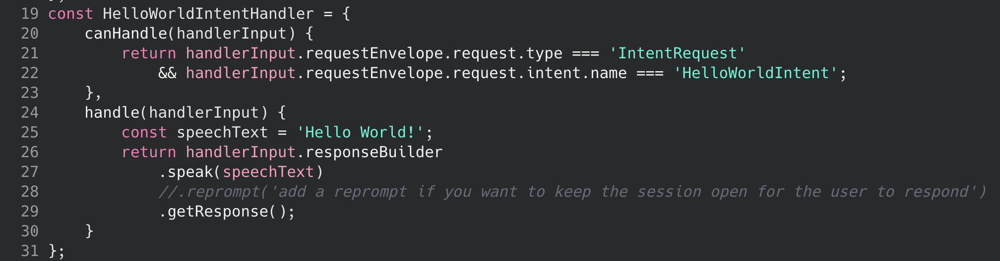 19 const HelloWorldIntentHandler = {
20     canHandle(handlerInput) {
21         return handlerInput.requestEnvelope.request.type === 'IntentRequest'
22             && handlerInput.requestEnvelope.request.intent.name === 'HelloWorldIntent';
23     },
24     handle(handlerInput) {
25         const speechText = 'Hello World!';
26         return handlerInput.responseBuilder
27             .speak(speechText)
28             //.reprompt('add a reprompt if you want to keep the session open for the user to respond')
29             .getResponse();
30     }
31 };